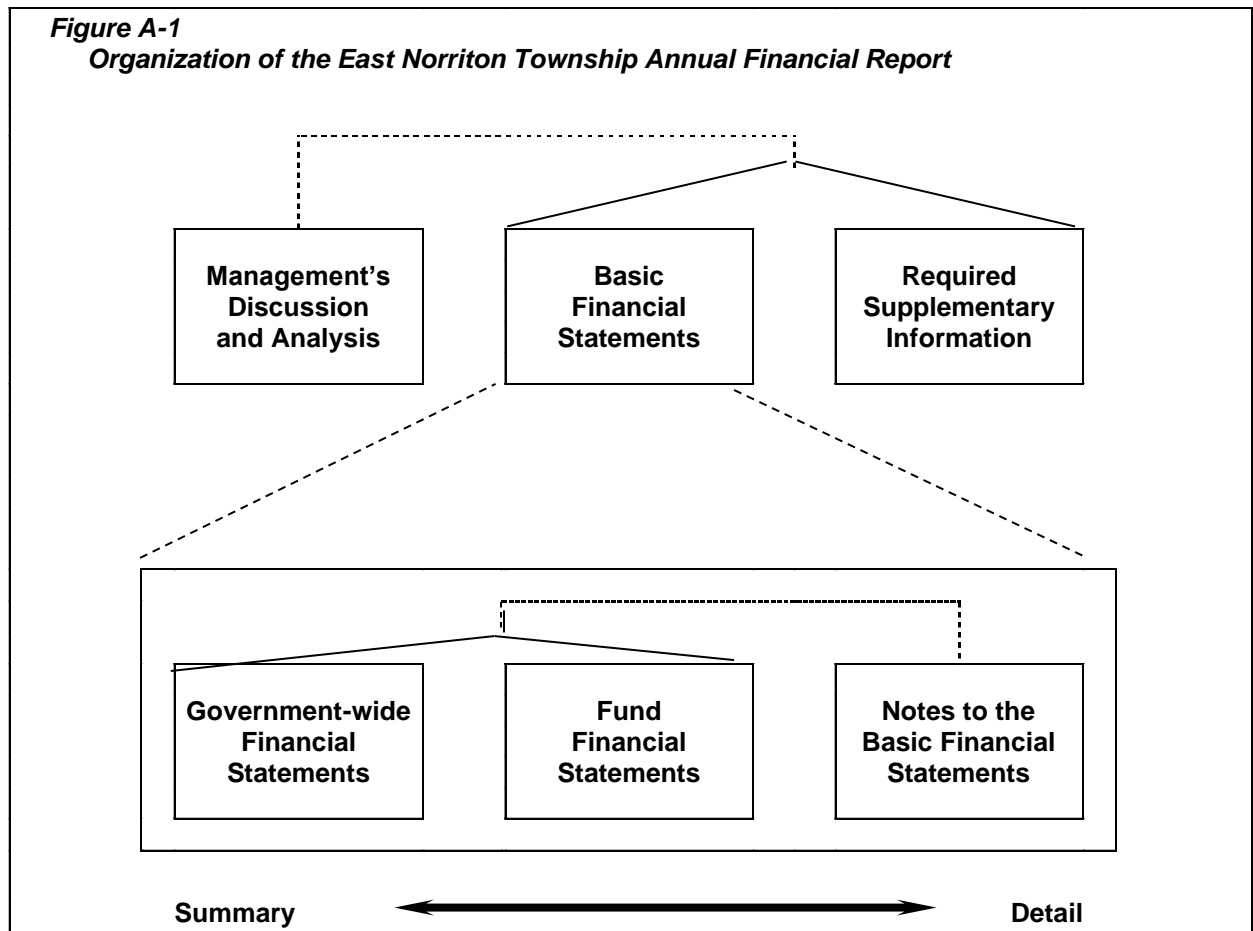 Figure A-1
Organization of the East Norriton Township Annual Financial Report
Management’s
Discussion
and Analysis
Basic
Financial
Statements
Required
Supplementary
Information
Government-wide
Financial
Statements
Fund
Financial
Statements
Notes to the
Basic Financial
Statements
Summary
Detail